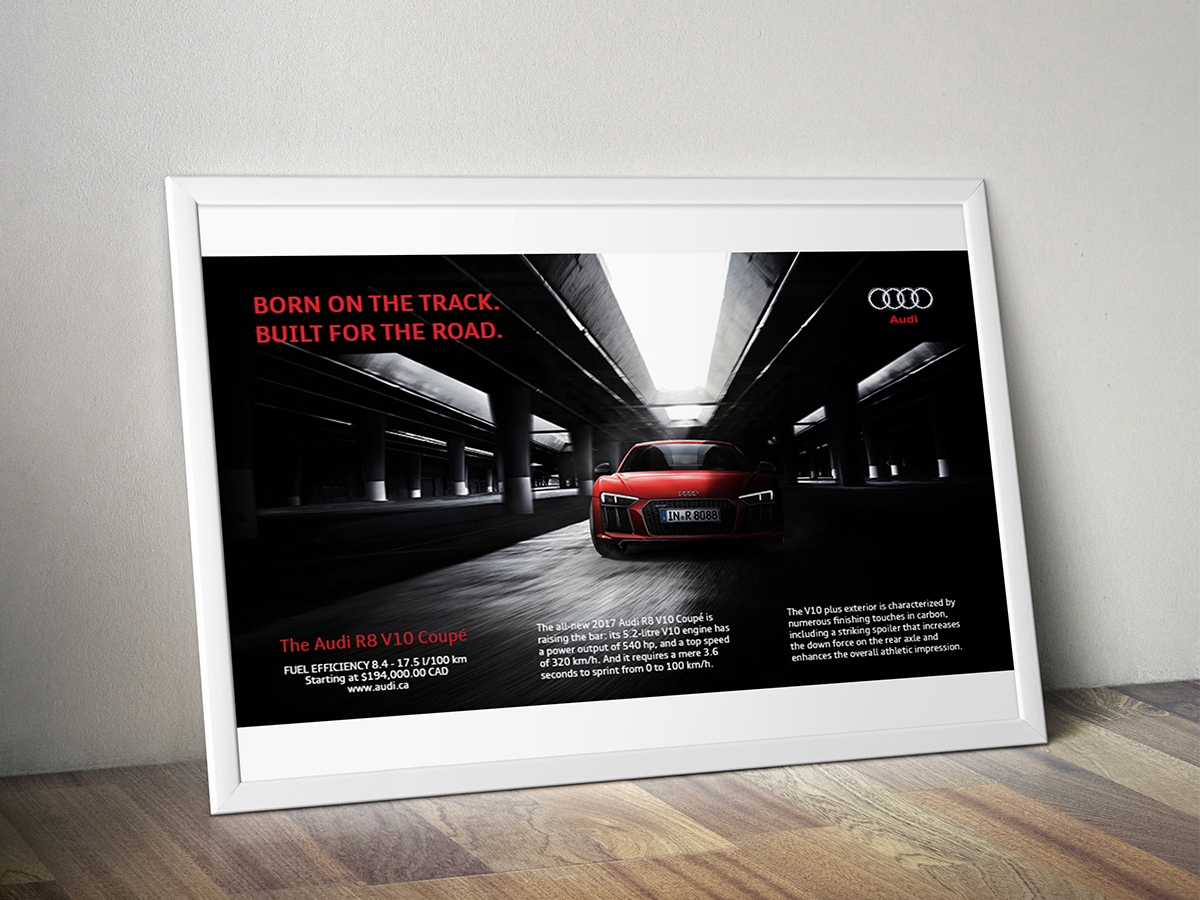 BORN ON THE TRACK.
BUILT FOR THE ROAD.
Audi
IN R 8088
The Audi R8 V10 Coupé
FUEL EFFICIENCY 8.4 - 17.5 l/100 km
Starting at $194,000.00 CAD
www.audi.ca
The all-new 2017 Audi R8 V10 Coupé is
raising the bar: its 5.2-litre V10 engine has
a power output of 540 hp, and a top speed
of 320 km/h. And it requires a mere 3.6
seconds to sprint from 0 to 100 km/h.
The V10 plus exterior is characterized by
numerous finishing touches in carbon,
including a striking spoiler that increases
the down force on the rear axle and
enhances the overall athletic impression.